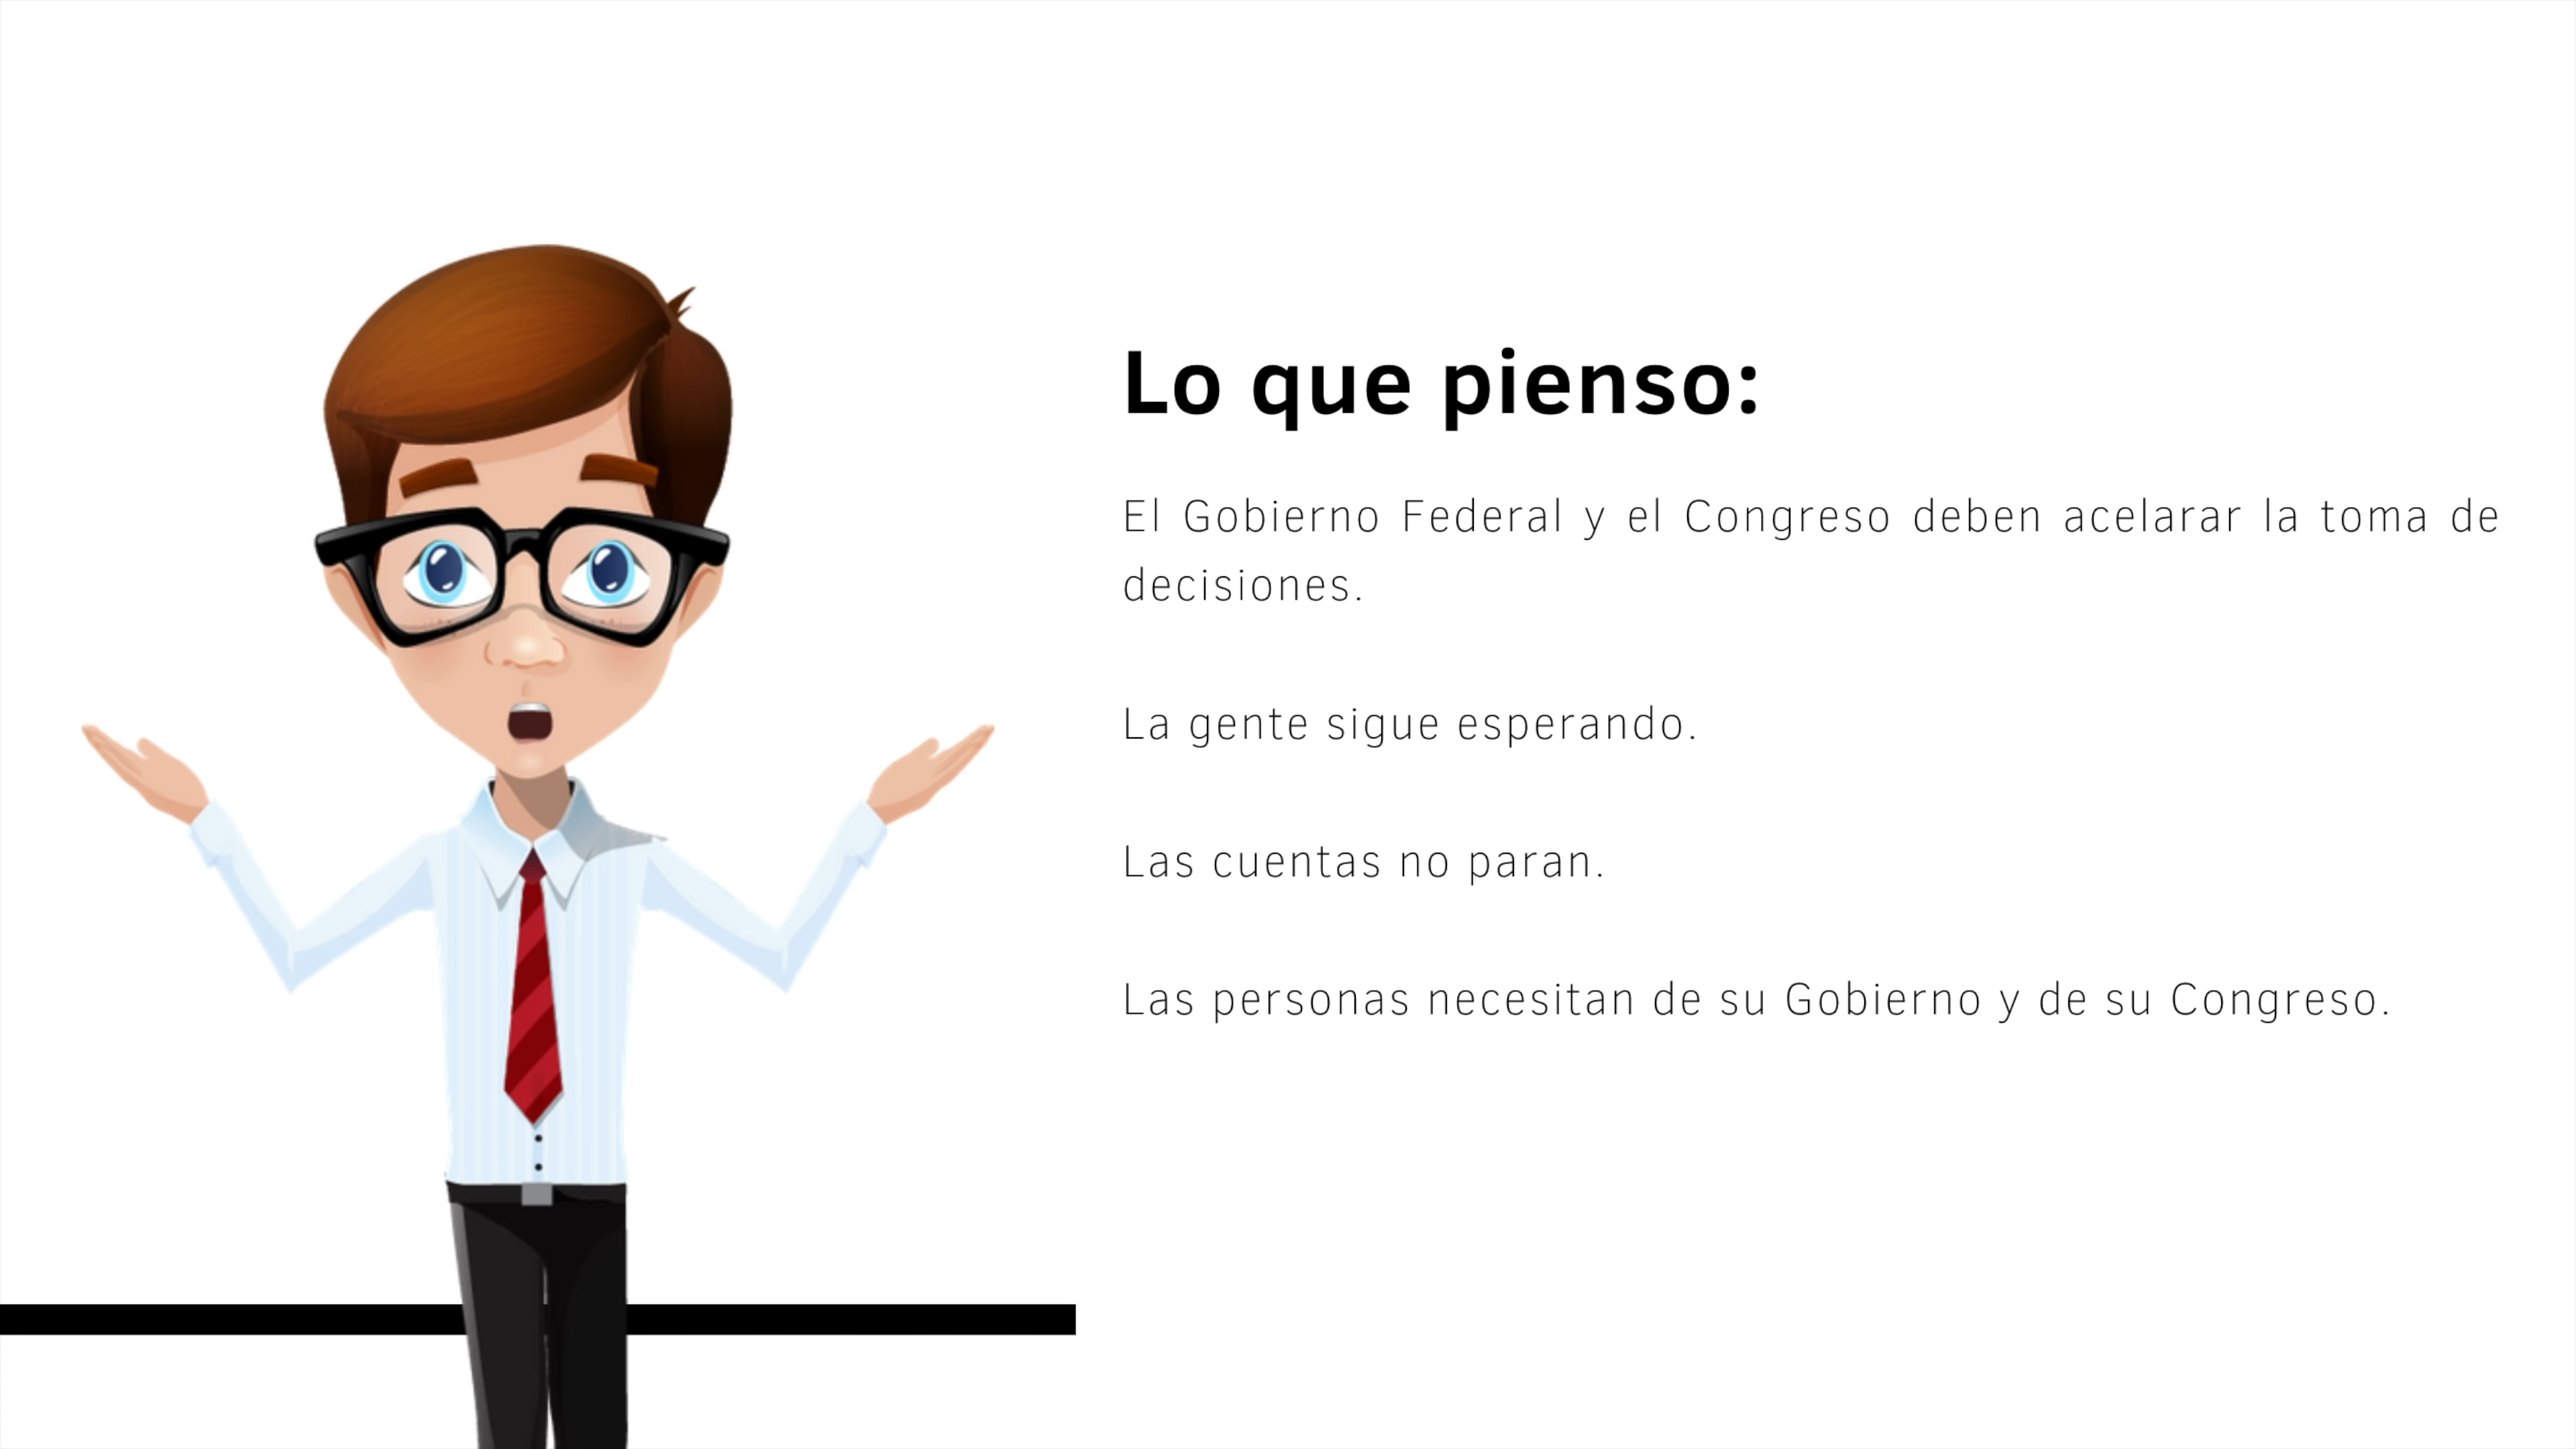 Lo que pienso:
El Gobierno Federal y el Congreso deben acelarar la toma de
decisiones.
La gente sigue esperando.
Las cuentas no paran.
Las personas necesitan de su Gobierno y de su Congreso.